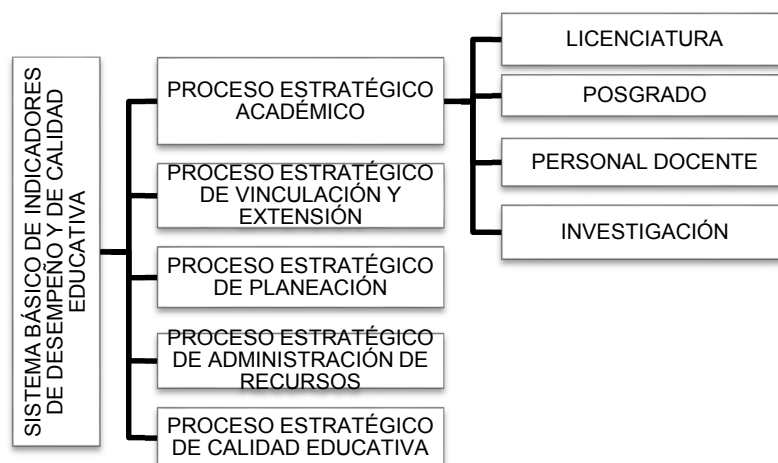 SISTEMA BÁSICO DE INDICADORES
DE DESEMPEÑO Y DE CALIDAD
EDUCATIVA
PROCESO ESTRATÉGICO
ACADÉMICO
PROCESO ESTRATÉGICO
DE VINCULACIÓN Y
EXTENSIÓN
PROCESO ESTRATÉGICO
DE PLANEACIÓN
PROCESO ESTRATÉGICO
DE ADMINISTRACIÓN DE
RECURSOS
PROCESO ESTRATÉGICO
DE CALIDAD EDUCATIVA
LICENCIATURA
POSGRADO
PERSONAL DOCENTE
INVESTIGACIÓN